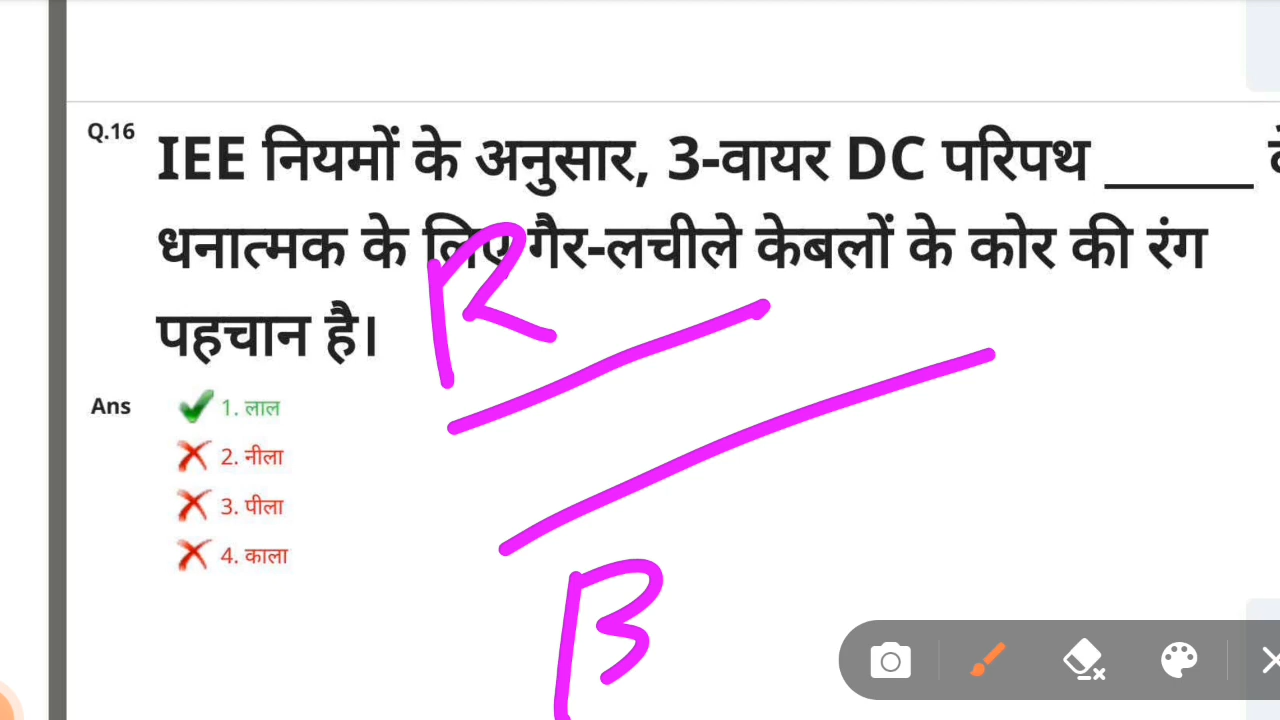 Q.16 IEE नियमों के अनुसार, 3-वायर DC परिपथ ______
धनात्मक के लिए गैर-लचीले केबलों के कोर की रंग
पहचान है।
R
Ans 1. लाल
2. नीला
3. पीला
4. काला
B